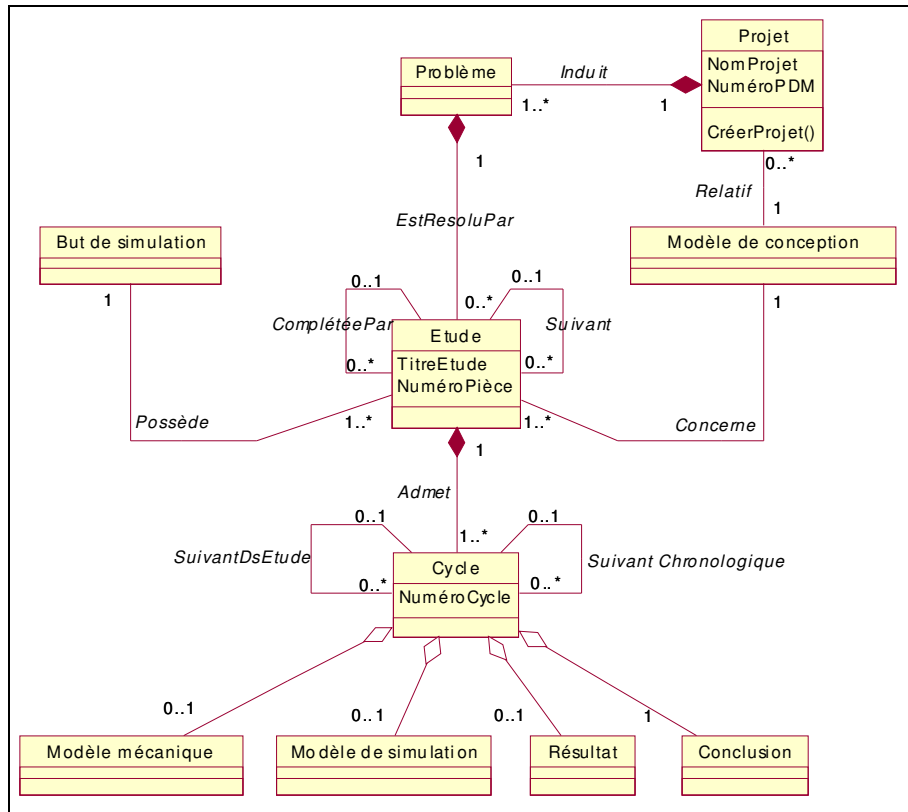 Projet
NomProjet
NuméroPDM
CréerProjet()
Problème
Induit
1..*
1
1
0..*
Relatif
1
EstResoluPar
But de simulation
Modèle de conception
1
1
0..1
0..1
0..*
ComplétéePar
Suivant
Etude
0..*
0..*
TitreEtude
NuméroPièce
Possède
1..*
1..*
Concerne
1
Admet
0..1
0..1
1..*
SuivantDsEtude
Suivant Chronologique
Cycle
0..*
0..*
NuméroCycle
0..1
0..1
0..1
1
Modèle mécanique
Modèle de simulation
Résultat
Conclusion